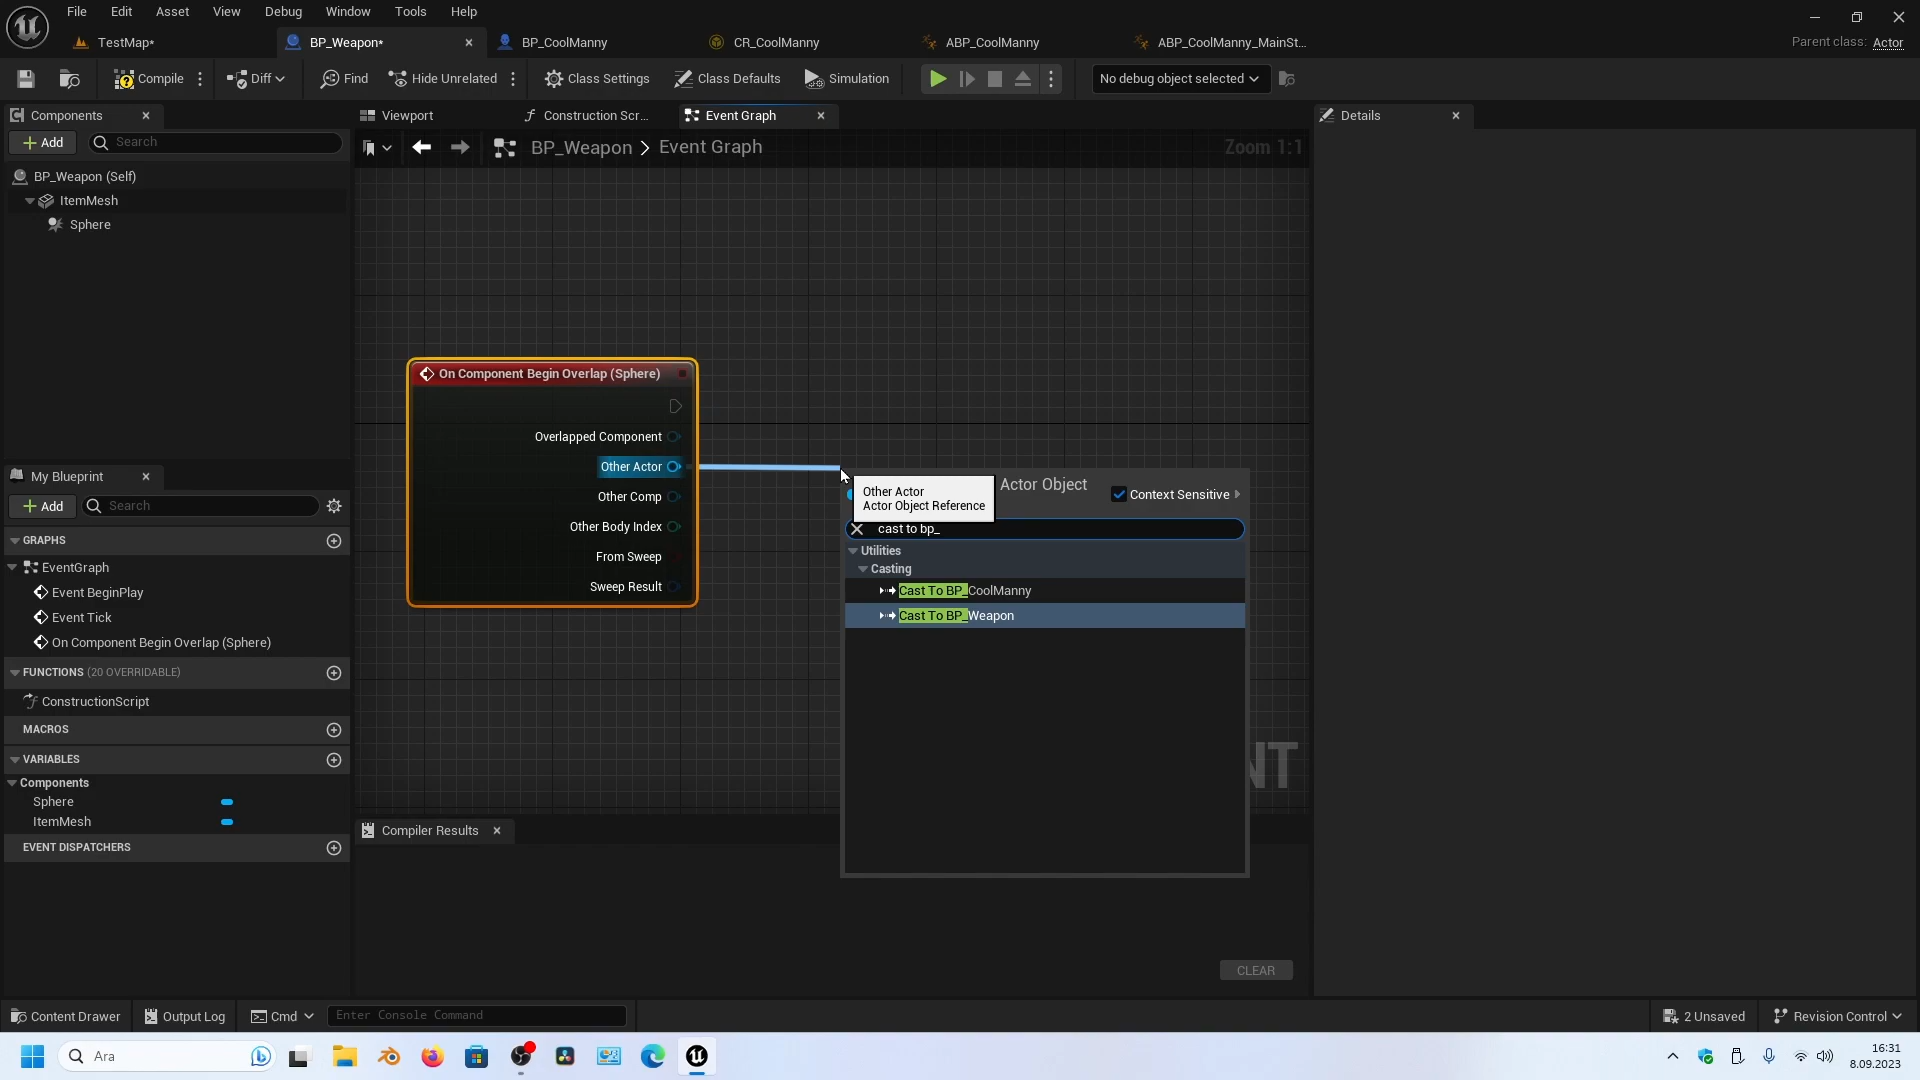 File Edit Asset View Debug Window Tools Help
TestMap* BP_Weapon* BP_CoolManny CR_CoolManny ABP_CoolManny ABP_CoolManny_MainSt... Parent class: Actor
Compile Diff Find Hide Unrelated Class Settings Class Defaults Simulation No debug object selected
Components Viewport Construction Scr... Event Graph Details
Add Search
BP_Weapon > Event Graph Zoom 1:1
BP_Weapon (Self)
ItemMesh
Sphere
On Component Begin Overlap (Sphere)
Overlapped Component
Other Actor
Other Comp
Other Body Index
From Sweep
Sweep Result
Actor Object
Context Sensitive
Other Actor
Actor Object Reference
cast to bp_
Utilities
Casting
Cast To BP_CoolManny
Cast To BP_Weapon
My Blueprint
Add Search
GRAPHS
EventGraph
Event BeginPlay
Event Tick
On Component Begin Overlap (Sphere)
FUNCTIONS (20 OVERRIDABLE)
ConstructionScript
MACROS
VARIABLES
Components
Sphere
ItemMesh
EVENT DISPATCHERS
NT
Compiler Results
CLEAR
Content Drawer Output Log Cmd Enter Console Command 2 Unsaved Revision Control
Ara
16:31
8.09.2023